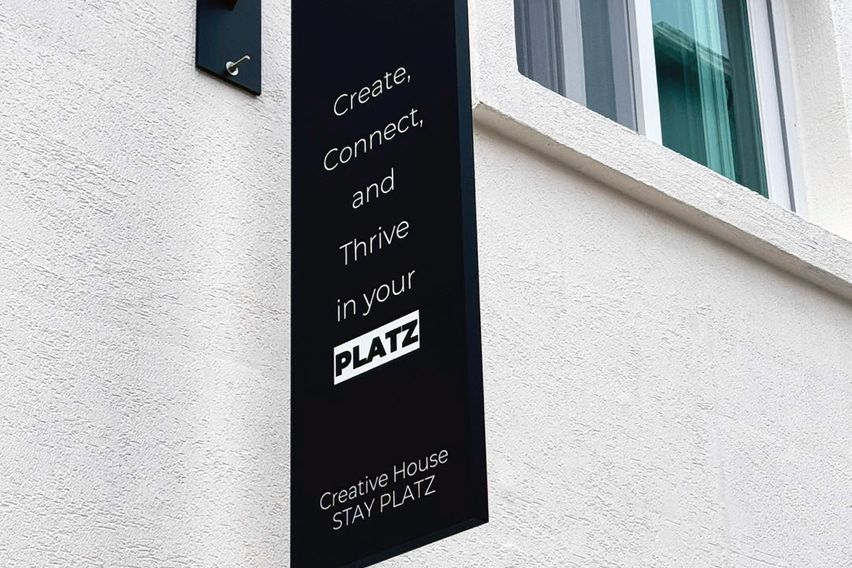 Create,
Connect,
and
Thrive
in your
PLATZ
Creative House
STAY PLATZ